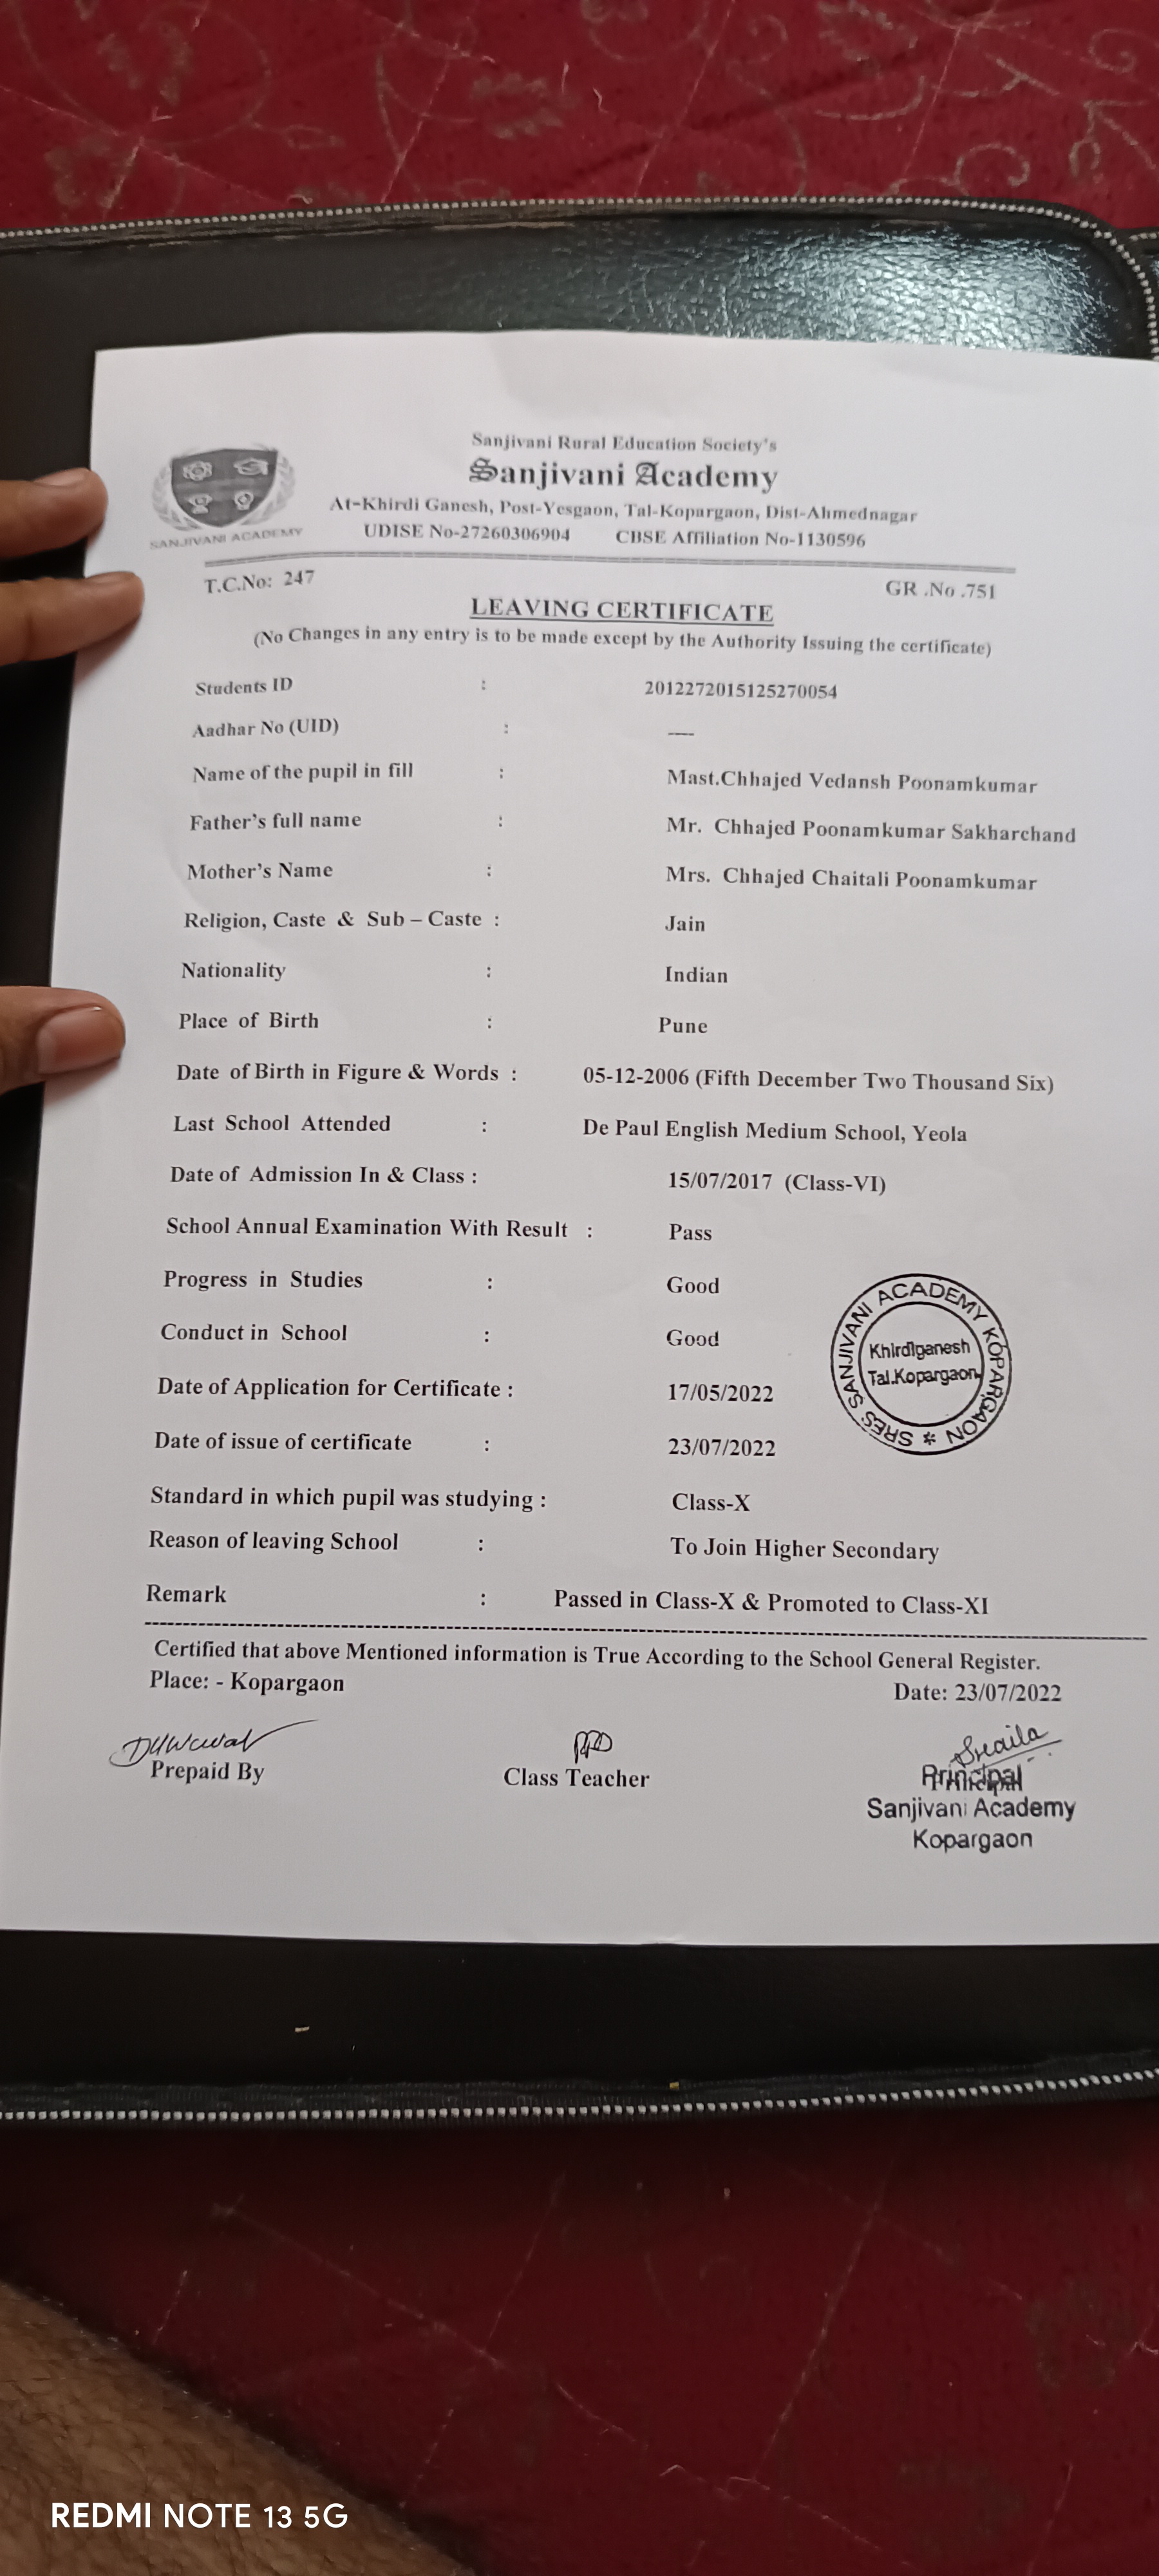 Sanjivani Rural Education Society's
Sanjivani Academy
At-Khirdi Ganesh, Post-Yesgaon, Tal-Kopargaon, Dist-Ahmednagar
UDISE No-27260306904 CBSE Affiliation No-1130596
SANJIVANI ACADEMY
T.C.No: 247 GR .No .751
LEAVING CERTIFICATE
(No Changes in any entry is to be made except by the Authority Issuing the certificate)
Students ID : 2012272015125270054
Aadhar No (UID) : ----
Name of the pupil in fill : Mast.Chhajed Vedansh Poonamkumar
Father's full name : Mr. Chhajed Poonamkumar Sakharchand
Mother's Name : Mrs. Chhajed Chaitali Poonamkumar
Religion, Caste & Sub – Caste : Jain
Nationality : Indian
Place of Birth : Pune
Date of Birth in Figure & Words : 05-12-2006 (Fifth December Two Thousand Six)
Last School Attended : De Paul English Medium School, Yeola
Date of Admission In & Class : 15/07/2017 (Class-VI)
School Annual Examination With Result : Pass
Progress in Studies : Good
Conduct in School : Good
SRES SANJIVANI ACADEMY KOPARGAON *
Khirdiganesh
Tal.Kopargaon
Date of Application for Certificate : 17/05/2022
Date of issue of certificate : 23/07/2022
Standard in which pupil was studying : Class-X
Reason of leaving School : To Join Higher Secondary
Remark : Passed in Class-X & Promoted to Class-XI
Certified that above Mentioned information is True According to the School General Register.
Place: - Kopargaon Date: 23/07/2022
Prepaid By Class Teacher Principal
Sanjivani Academy
Kopargaon
REDMI NOTE 13 5G